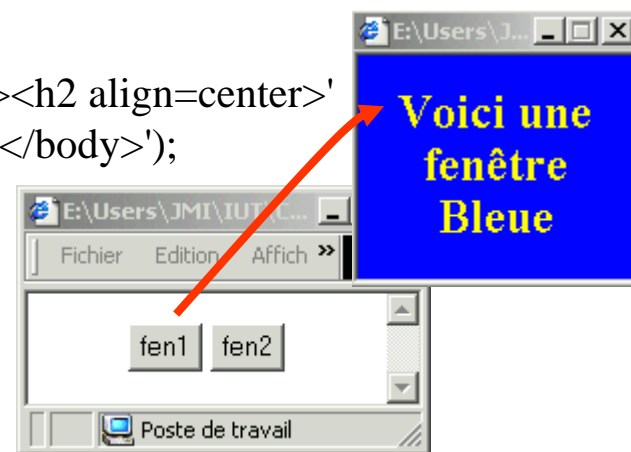 ><h2 align=center>'
</body>');
E:\Users\J...
Voici une
fenêtre
Bleue
E:\Users\JMI\IUT\C...
Fichier Edition Affich »
fen1 fen2
Poste de travail